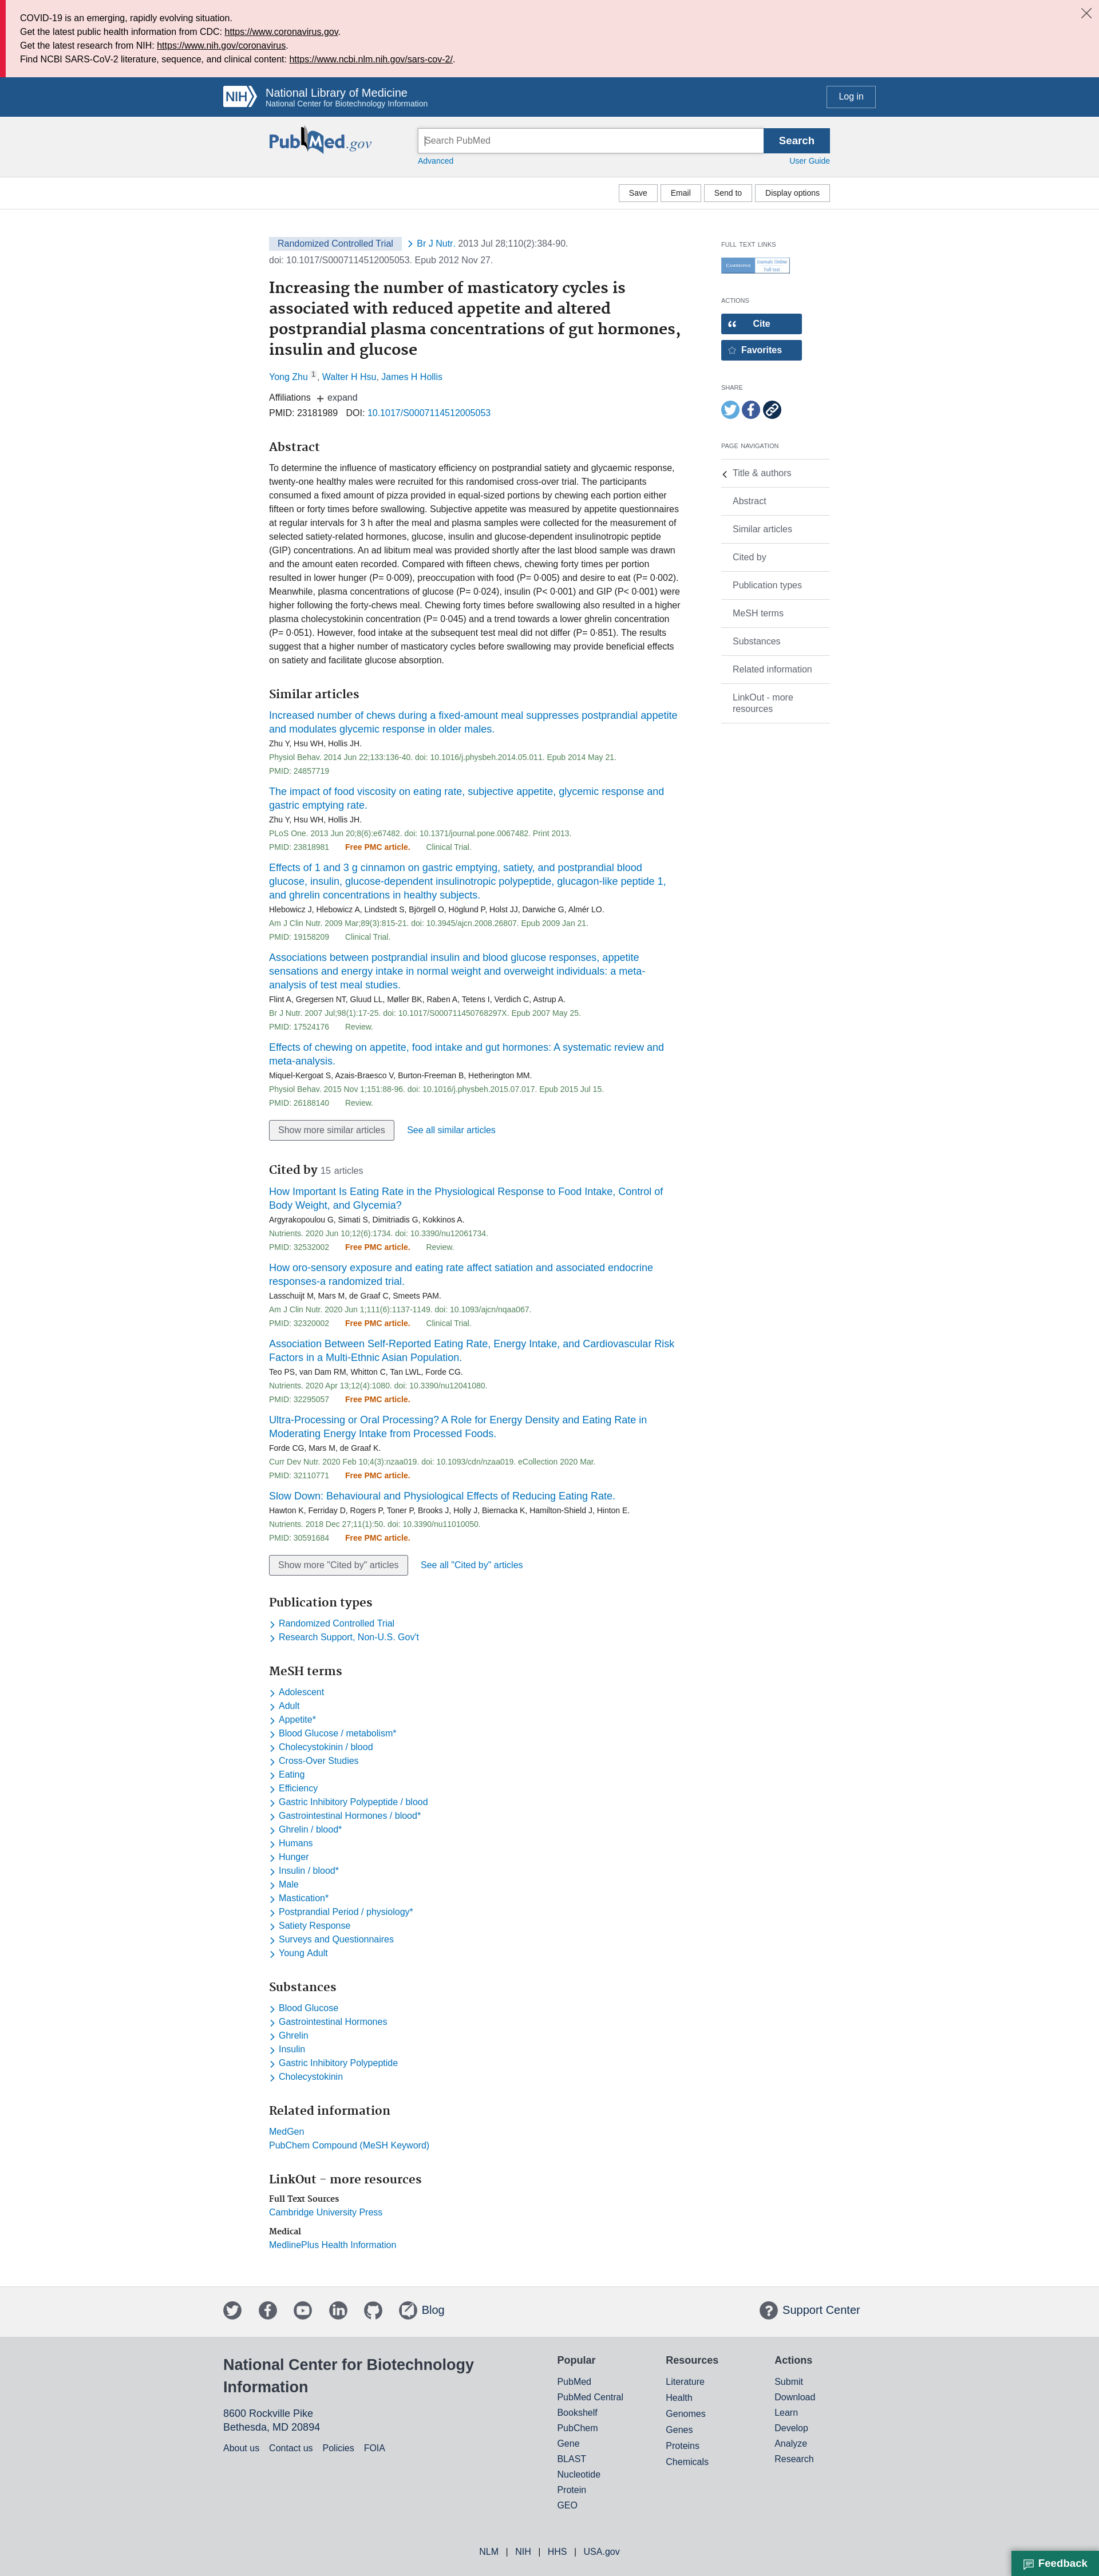 COVID-19 is an emerging, rapidly evolving situation.
Get the latest public health information from CDC: https://www.coronavirus.gov.
Get the latest research from NIH: https://www.nih.gov/coronavirus.
Find NCBI SARS-CoV-2 literature, sequence, and clinical content: https://www.ncbi.nlm.nih.gov/sars-cov-2/.
NIH National Library of Medicine
National Center for Biotechnology Information
Log in
PubMed.gov
Search PubMed
Search
Advanced
User Guide
Save
Email
Send to
Display options
Randomized Controlled Trial Br J Nutr. 2013 Jul 28;110(2):384-90.
doi: 10.1017/S0007114512005053. Epub 2012 Nov 27.
Increasing the number of masticatory cycles is
associated with reduced appetite and altered
postprandial plasma concentrations of gut hormones,
insulin and glucose
Yong Zhu 1, Walter H Hsu, James H Hollis
Affiliations + expand
PMID: 23181989 DOI: 10.1017/S0007114512005053
Abstract
To determine the influence of masticatory efficiency on postprandial satiety and glycaemic response,
twenty-one healthy males were recruited for this randomised cross-over trial. The participants
consumed a fixed amount of pizza provided in equal-sized portions by chewing each portion either
fifteen or forty times before swallowing. Subjective appetite was measured by appetite questionnaires
at regular intervals for 3 h after the meal and plasma samples were collected for the measurement of
selected satiety-related hormones, glucose, insulin and glucose-dependent insulinotropic peptide
(GIP) concentrations. An ad libitum meal was provided shortly after the last blood sample was drawn
and the amount eaten recorded. Compared with fifteen chews, chewing forty times per portion
resulted in lower hunger (P= 0·009), preoccupation with food (P= 0·005) and desire to eat (P= 0·002).
Meanwhile, plasma concentrations of glucose (P= 0·024), insulin (P< 0·001) and GIP (P< 0·001) were
higher following the forty-chews meal. Chewing forty times before swallowing also resulted in a higher
plasma cholecystokinin concentration (P= 0·045) and a trend towards a lower ghrelin concentration
(P= 0·051). However, food intake at the subsequent test meal did not differ (P= 0·851). The results
suggest that a higher number of masticatory cycles before swallowing may provide beneficial effects
on satiety and facilitate glucose absorption.
Similar articles
Increased number of chews during a fixed-amount meal suppresses postprandial appetite
and modulates glycemic response in older males.
Zhu Y, Hsu WH, Hollis JH.
Physiol Behav. 2014 Jun 22;133:136-40. doi: 10.1016/j.physbeh.2014.05.011. Epub 2014 May 21.
PMID: 24857719
The impact of food viscosity on eating rate, subjective appetite, glycemic response and
gastric emptying rate.
Zhu Y, Hsu WH, Hollis JH.
PLoS One. 2013 Jun 20;8(6):e67482. doi: 10.1371/journal.pone.0067482. Print 2013.
PMID: 23818981 Free PMC article. Clinical Trial.
Effects of 1 and 3 g cinnamon on gastric emptying, satiety, and postprandial blood
glucose, insulin, glucose-dependent insulinotropic polypeptide, glucagon-like peptide 1,
and ghrelin concentrations in healthy subjects.
Hlebowicz J, Hlebowicz A, Lindstedt S, Björgell O, Höglund P, Holst JJ, Darwiche G, Almér LO.
Am J Clin Nutr. 2009 Mar;89(3):815-21. doi: 10.3945/ajcn.2008.26807. Epub 2009 Jan 21.
PMID: 19158209 Clinical Trial.
Associations between postprandial insulin and blood glucose responses, appetite
sensations and energy intake in normal weight and overweight individuals: a meta-
analysis of test meal studies.
Flint A, Gregersen NT, Gluud LL, Møller BK, Raben A, Tetens I, Verdich C, Astrup A.
Br J Nutr. 2007 Jul;98(1):17-25. doi: 10.1017/S000711450768297X. Epub 2007 May 25.
PMID: 17524176 Review.
Effects of chewing on appetite, food intake and gut hormones: A systematic review and
meta-analysis.
Miquel-Kergoat S, Azais-Braesco V, Burton-Freeman B, Hetherington MM.
Physiol Behav. 2015 Nov 1;151:88-96. doi: 10.1016/j.physbeh.2015.07.017. Epub 2015 Jul 15.
PMID: 26188140 Review.
Show more similar articles See all similar articles
Cited by 15 articles
How Important Is Eating Rate in the Physiological Response to Food Intake, Control of
Body Weight, and Glycemia?
Argyrakopoulou G, Simati S, Dimitriadis G, Kokkinos A.
Nutrients. 2020 Jun 10;12(6):1734. doi: 10.3390/nu12061734.
PMID: 32532002 Free PMC article. Review.
How oro-sensory exposure and eating rate affect satiation and associated endocrine
responses-a randomized trial.
Lasschuijt M, Mars M, de Graaf C, Smeets PAM.
Am J Clin Nutr. 2020 Jun 1;111(6):1137-1149. doi: 10.1093/ajcn/nqaa067.
PMID: 32320002 Free PMC article. Clinical Trial.
Association Between Self-Reported Eating Rate, Energy Intake, and Cardiovascular Risk
Factors in a Multi-Ethnic Asian Population.
Teo PS, van Dam RM, Whitton C, Tan LWL, Forde CG.
Nutrients. 2020 Apr 13;12(4):1080. doi: 10.3390/nu12041080.
PMID: 32295057 Free PMC article.
Ultra-Processing or Oral Processing? A Role for Energy Density and Eating Rate in
Moderating Energy Intake from Processed Foods.
Forde CG, Mars M, de Graaf K.
Curr Dev Nutr. 2020 Feb 10;4(3):nzaa019. doi: 10.1093/cdn/nzaa019. eCollection 2020 Mar.
PMID: 32110771 Free PMC article.
Slow Down: Behavioural and Physiological Effects of Reducing Eating Rate.
Hawton K, Ferriday D, Rogers P, Toner P, Brooks J, Holly J, Biernacka K, Hamilton-Shield J, Hinton E.
Nutrients. 2018 Dec 27;11(1):50. doi: 10.3390/nu11010050.
PMID: 30591684 Free PMC article.
Show more "Cited by" articles See all "Cited by" articles
Publication types
Randomized Controlled Trial
Research Support, Non-U.S. Gov't
MeSH terms
Adolescent
Adult
Appetite*
Blood Glucose / metabolism*
Cholecystokinin / blood
Cross-Over Studies
Eating
Efficiency
Gastric Inhibitory Polypeptide / blood
Gastrointestinal Hormones / blood*
Ghrelin / blood*
Humans
Hunger
Insulin / blood*
Male
Mastication*
Postprandial Period / physiology*
Satiety Response
Surveys and Questionnaires
Young Adult
Substances
Blood Glucose
Gastrointestinal Hormones
Ghrelin
Insulin
Gastric Inhibitory Polypeptide
Cholecystokinin
Related information
MedGen
PubChem Compound (MeSH Keyword)
LinkOut - more resources
Full Text Sources
Cambridge University Press
Medical
MedlinePlus Health Information
FULL TEXT LINKS
CAMBRIDGE Journals Online
Full text
ACTIONS
Cite
Favorites
SHARE
PAGE NAVIGATION
Title & authors
Abstract
Similar articles
Cited by
Publication types
MeSH terms
Substances
Related information
LinkOut - more
resources
Blog
Support Center
National Center for Biotechnology
Information
8600 Rockville Pike
Bethesda, MD 20894
About us Contact us Policies FOIA
Popular
PubMed
PubMed Central
Bookshelf
PubChem
Gene
BLAST
Nucleotide
Protein
GEO
Resources
Literature
Health
Genomes
Genes
Proteins
Chemicals
Actions
Submit
Download
Learn
Develop
Analyze
Research
NLM | NIH | HHS | USA.gov
Feedback